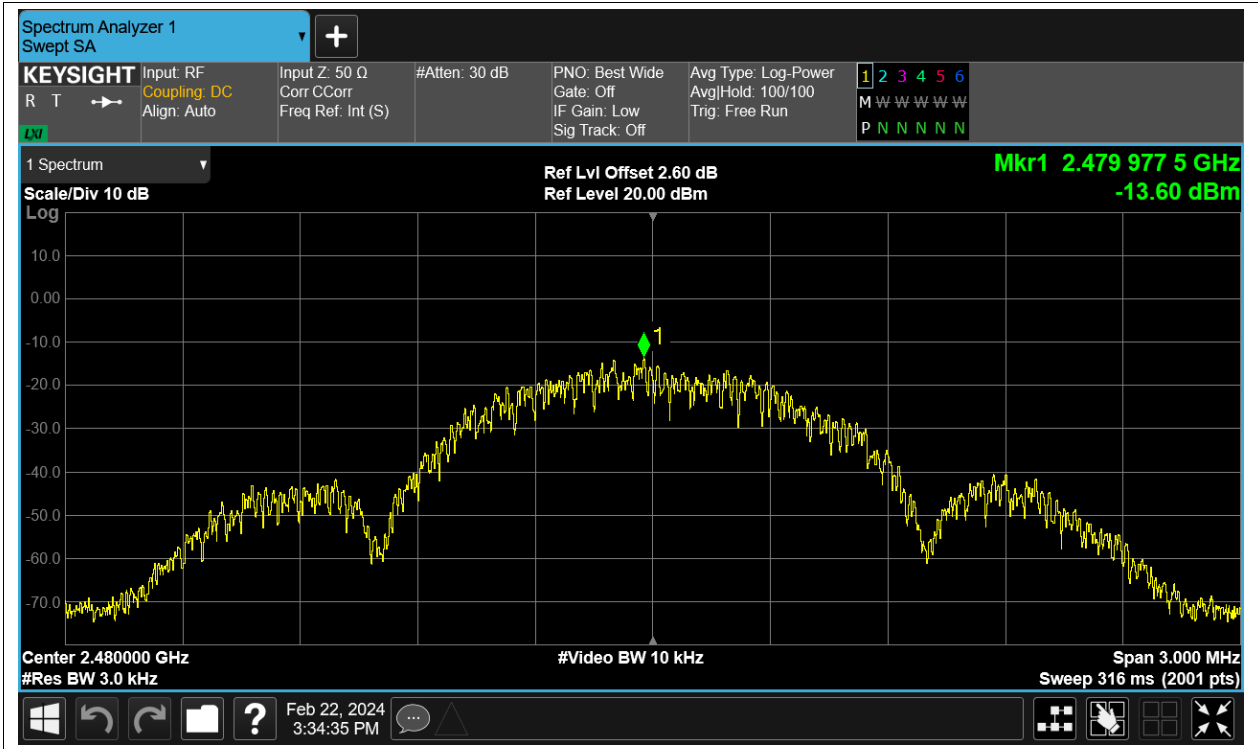 Spectrum Analyzer 1
Swept SA
+
KEYSIGHT
R T
LXI
Input: RF
Coupling: DC
Align: Auto
Input Z: 50 Ω
Corr CCorr
Freq Ref: Int (S)
#Atten: 30 dB
PNO: Best Wide
Gate: Off
IF Gain: Low
Sig Track: Off
Avg Type: Log-Power
Avg|Hold: 100/100
Trig: Free Run
1 2 3 4 5 6
M W W W W W
P N N N N N
1 Spectrum
Scale/Div 10 dB
Ref Lvl Offset 2.60 dB
Ref Level 20.00 dBm
Mkr1 2.479 977 5 GHz
-13.60 dBm
Log
10.0
0.00
-10.0
-20.0
-30.0
-40.0
-50.0
-60.0
-70.0
1
Center 2.480000 GHz
#Res BW 3.0 kHz
#Video BW 10 kHz
Span 3.000 MHz
Sweep 316 ms (2001 pts)
?
Feb 22, 2024
3:34:35 PM